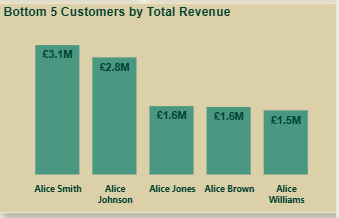 Bottom 5 Customers by Total Revenue
£3.1M
£2.8M
£1.6M
£1.6M
£1.5M
Alice Smith
Alice
Johnson
Alice Jones
Alice Brown
Alice
Williams